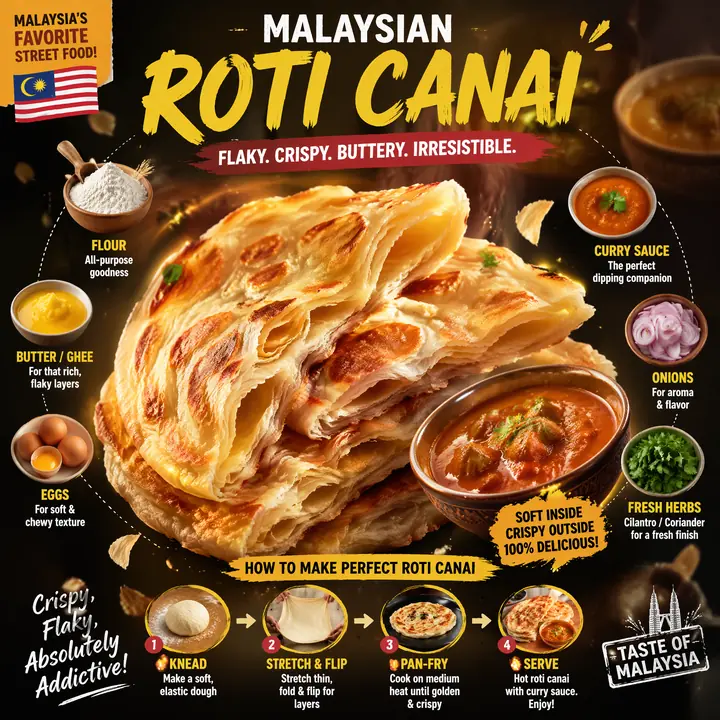 MALAYSIA'S
FAVORITE
STREET FOOD!
MALAYSIAN
ROTI CANAI
FLAKY. CRISPY. BUTTERY. IRRESISTIBLE.
FLOUR
All-purpose
goodness
BUTTER / GHEE
For that rich,
flaky layers
EGGS
For soft &
chewy texture
CURRY SAUCE
The perfect
dipping companion
ONIONS
For aroma
& flavor
FRESH HERBS
Cilantro / Coriander
for a fresh finish
SOFT INSIDE
CRISPY OUTSIDE
100% DELICIOUS!
HOW TO MAKE PERFECT ROTI CANAI
1
KNEAD
Make a soft,
elastic dough
2
STRETCH & FLIP
Stretch thin,
fold & flip for
layers
3
PAN-FRY
Cook on medium
heat until golden
& crispy
4
SERVE
Hot roti canai
with curry sauce.
Enjoy!
Crispy,
Flaky,
Absolutely
Addictive!
TASTE OF
MALAYSIA